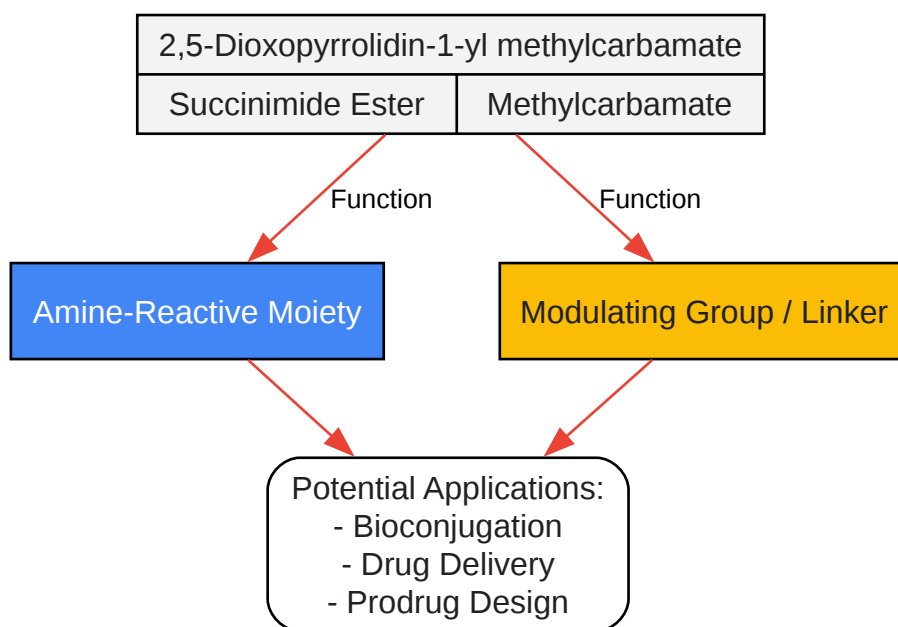 2,5-Dioxopyrrolidin-1-yl methylcarbamate
Succinimide Ester
Methylcarbamate
Function
Function
Amine-Reactive Moiety
Modulating Group / Linker
Potential Applications:
- Bioconjugation
- Drug Delivery
- Prodrug Design